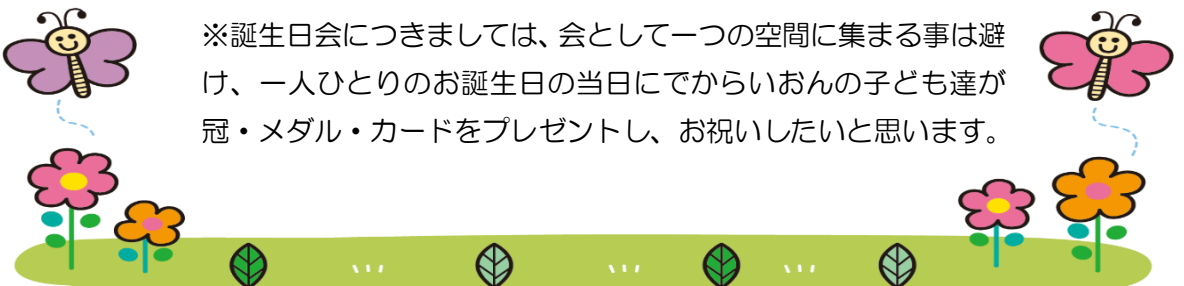 ※誕生日会につきましては、会として一つの空間に集まる事は避
け、一人ひとりのお誕生日の当日にでからいおんの子ども達が
冠・メダル・カードをプレゼントし、お祝いしたいと思います。